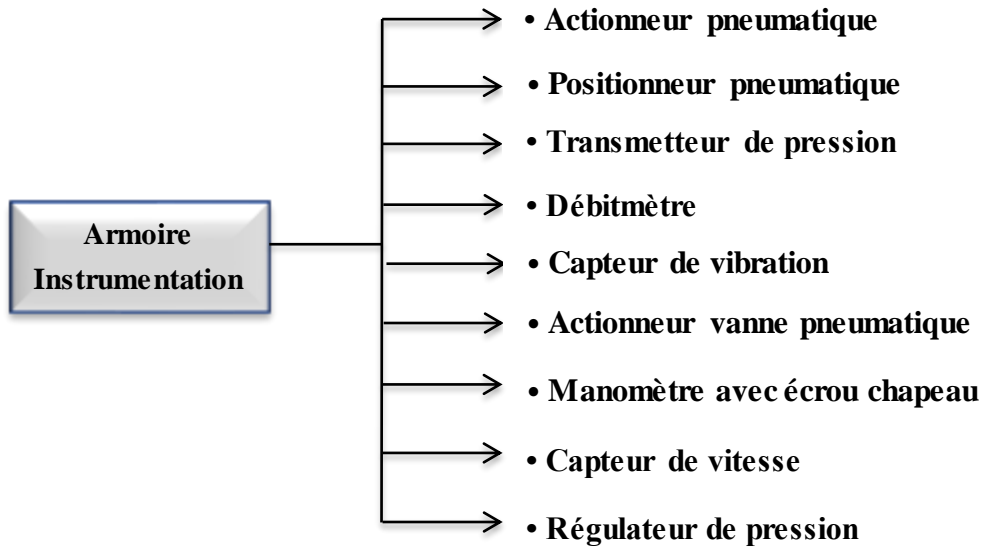 • Actionneur pneumatique
• Positionneur pneumatique
• Transmetteur de pression
• Débitmètre
Armoire
Instrumentation
• Capteur de vibration
• Actionneur vanne pneumatique
• Manomètre avec écrou chapeau
• Capteur de vitesse
• Régulateur de pression